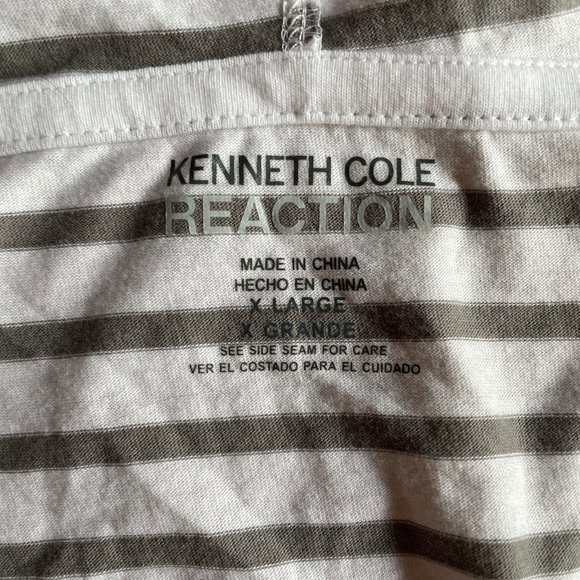 KENNETH COLE
REACTION
MADE IN CHINA
HECHO EN CHINA
X LARGE
X GRANDE
SEE SIDE SEAM FOR CARE
VER EL COSTADO PARA EL CUIDADO